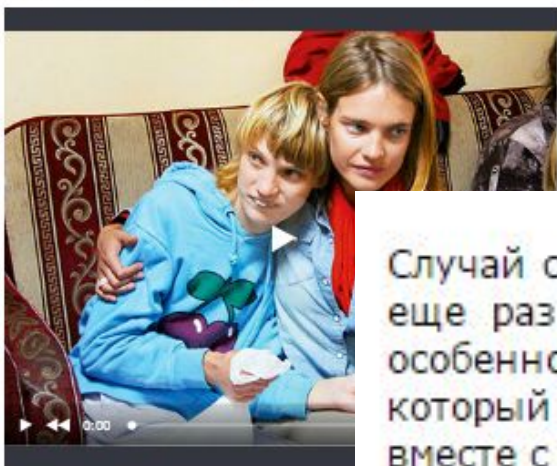 0:00
Случай с
еще раз
особенно
который
вместе с